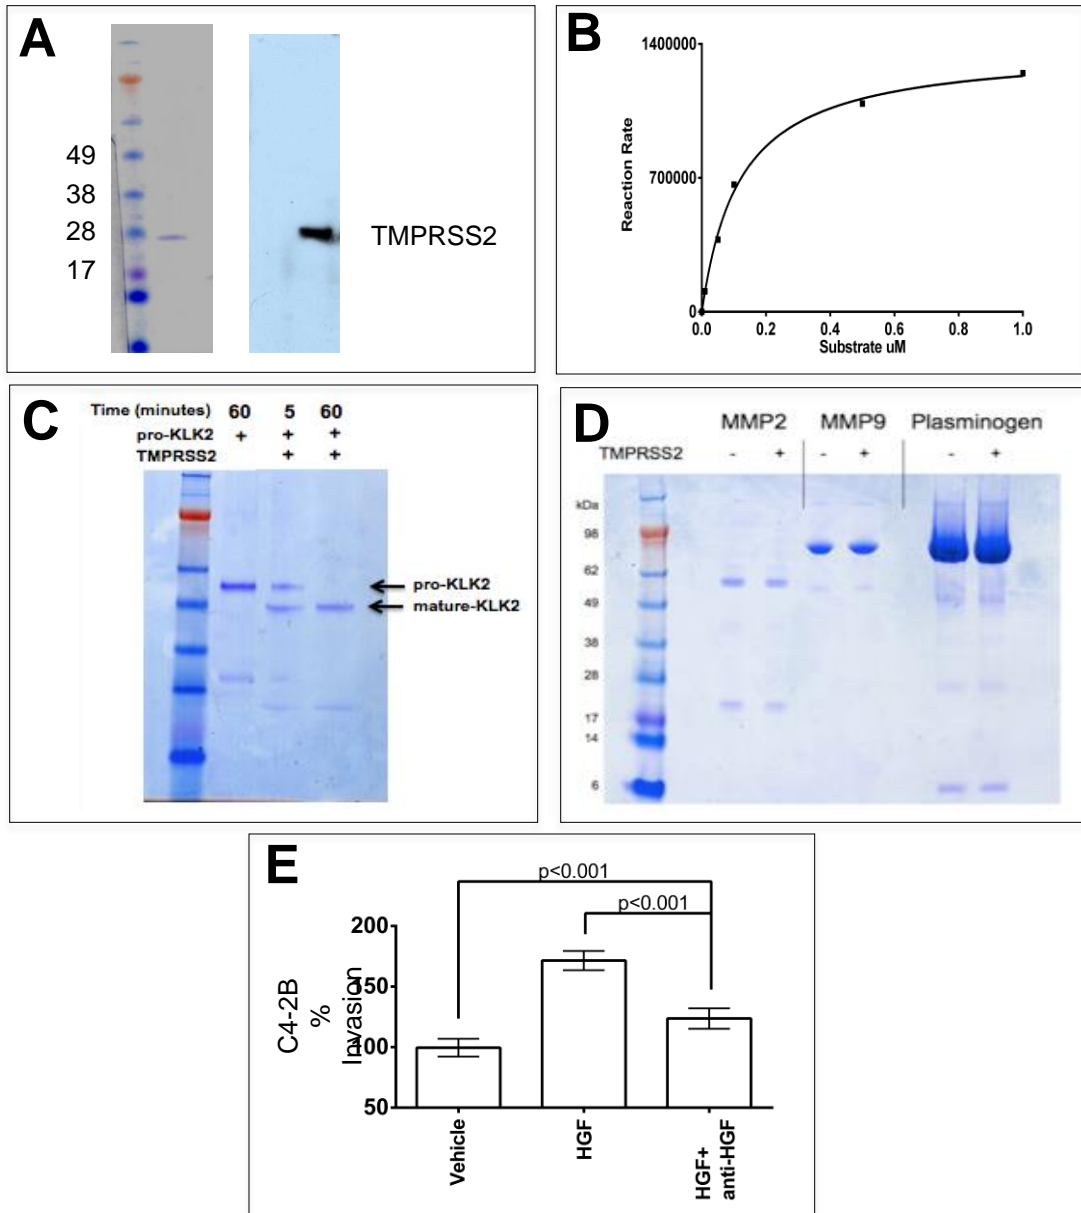 A
49
38
28
17
TMPRSS2
B
1400000
700000
0
0.0 0.2 0.4 0.6 0.8 1.0
Reaction Rate
Substrate uM
C
Time (minutes) 60 5 60
pro-KLK2 + + +
TMPRSS2 + +
pro-KLK2
mature-KLK2
D
MMP2 MMP9 Plasminogen
TMPRSS2 - + - + - +
kDa
98
62
49
38
28
17
14
6
E
p<0.001
p<0.001
200
150
100
50
C4-2B
%
Invasion
Vehicle
HGF
HGF+
anti-HGF